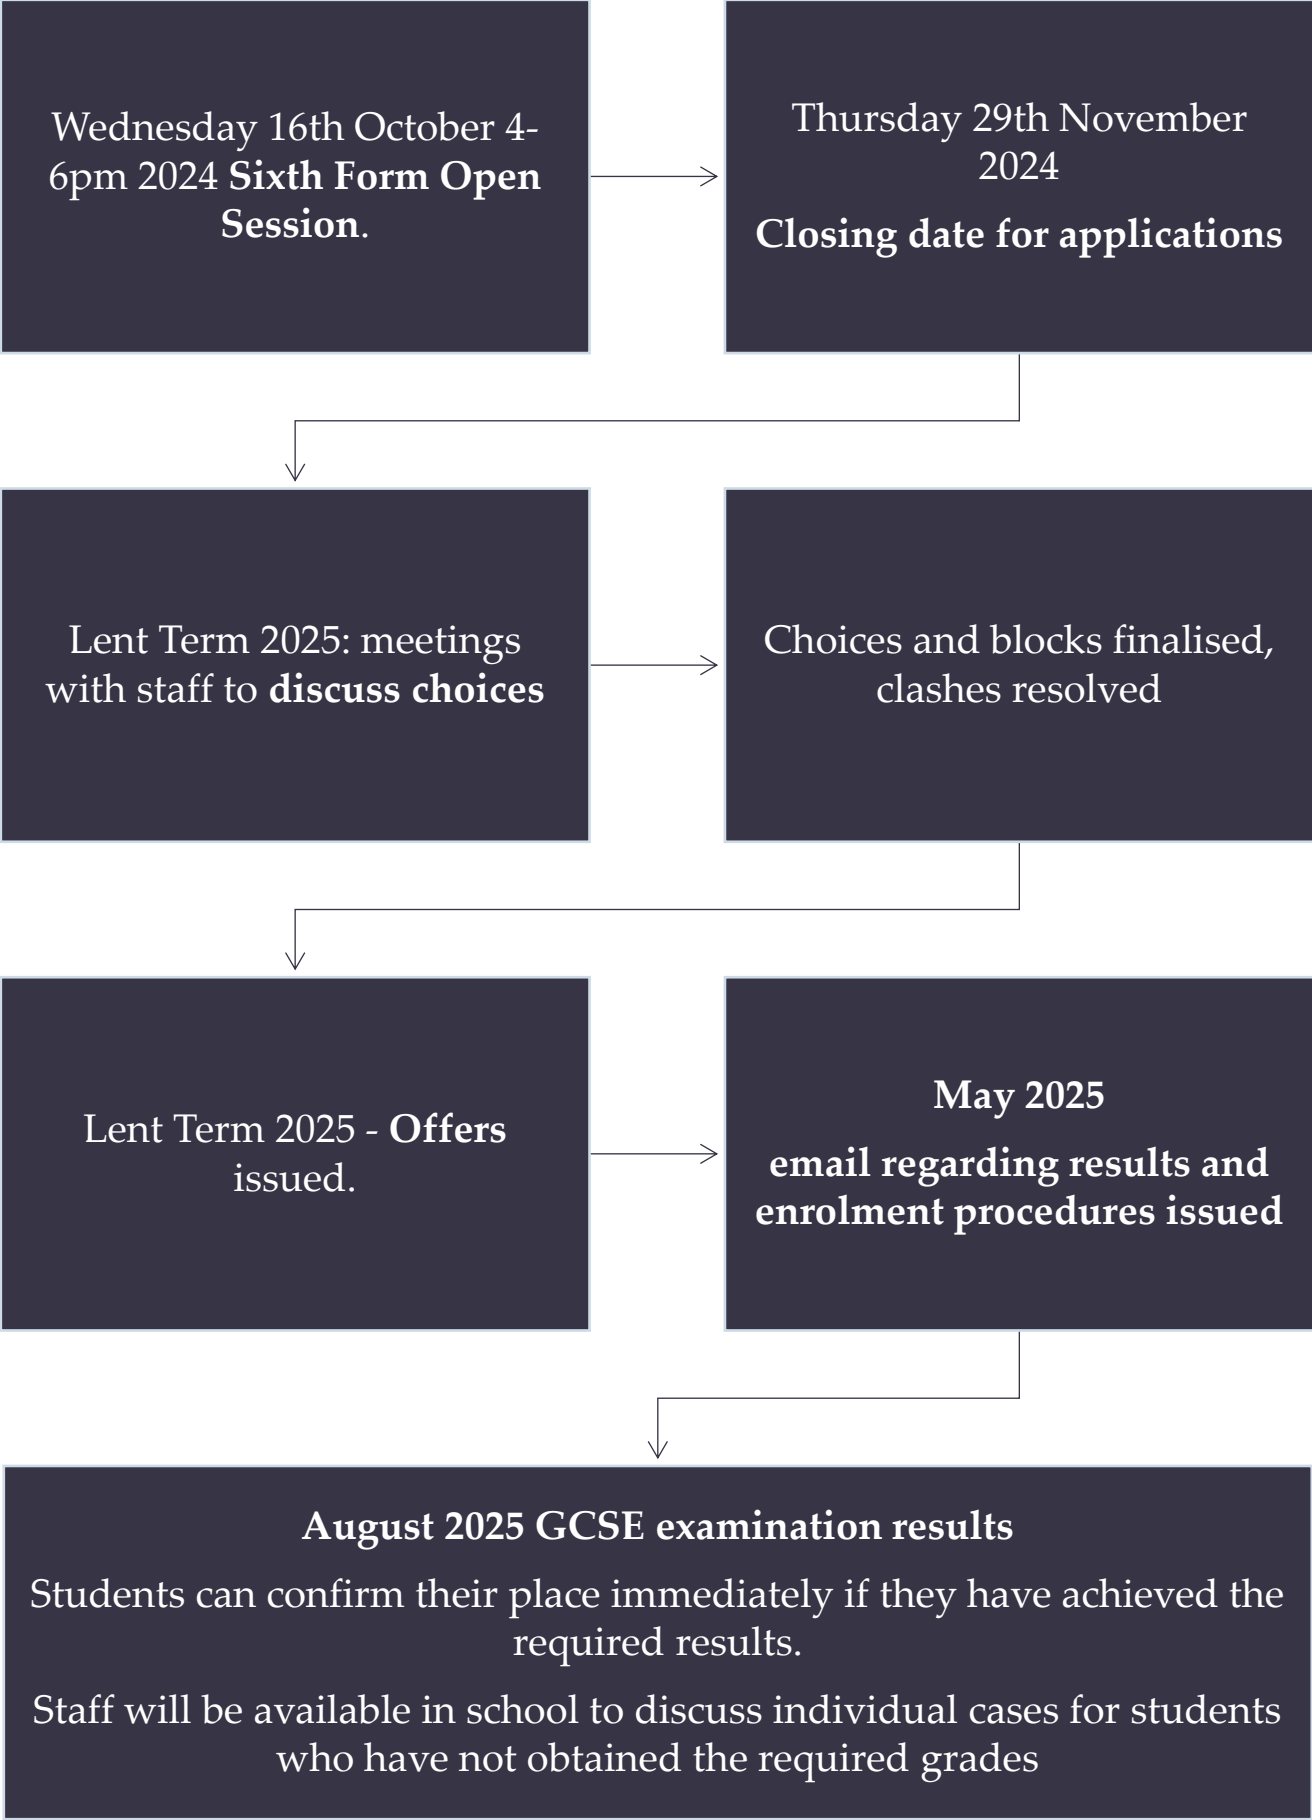 Wednesday 16th October 4-
6pm 2024 Sixth Form Open
Session.
Thursday 29th November
2024
Closing date for applications
Lent Term 2025: meetings
with staff to discuss choices
Choices and blocks finalised,
clashes resolved
Lent Term 2025 - Offers
issued.
May 2025
email regarding results and
enrolment procedures issued
August 2025 GCSE examination results
Students can confirm their place immediately if they have achieved the
required results.
Staff will be available in school to discuss individual cases for students
who have not obtained the required grades